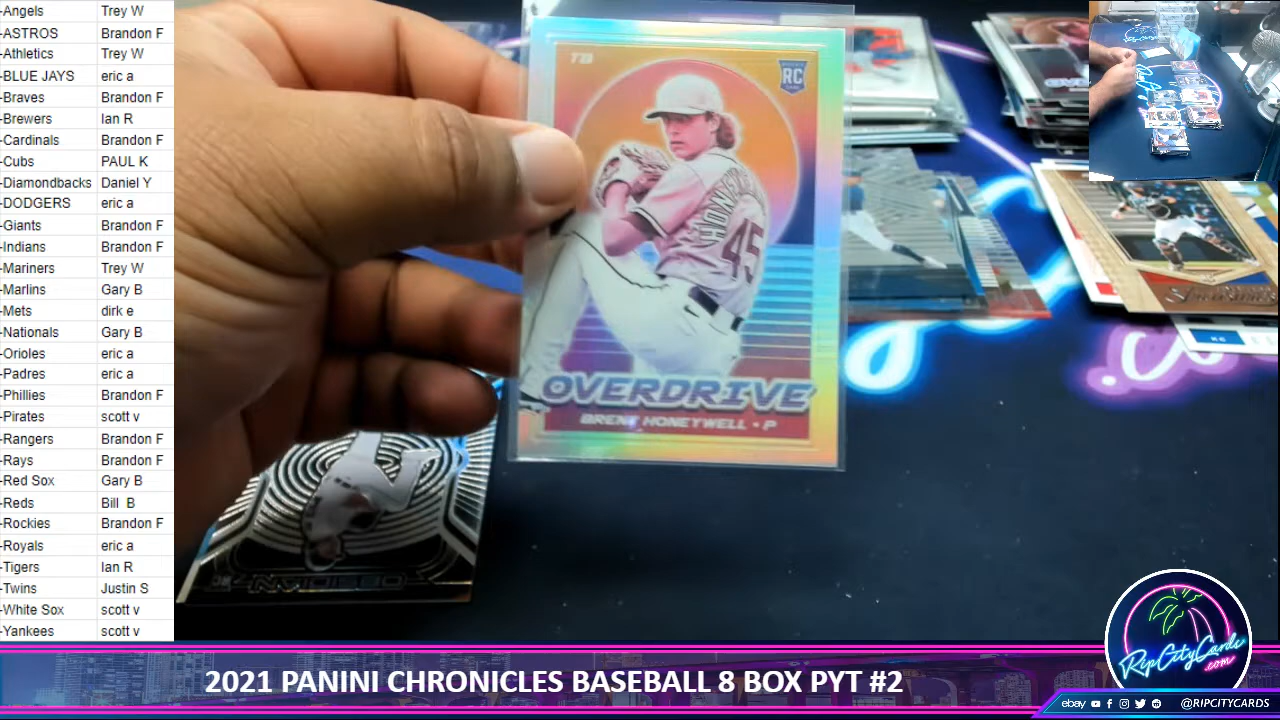 -Angels Trey W
-ASTROS Brandon F
-Athletics Trey W
-BLUE JAYS eric a
-Braves Brandon F
-Brewers Ian R
-Cardinals Brandon F
-Cubs PAUL K
-Diamondbacks Daniel Y
-DODGERS eric a
-Giants Brandon F
-Indians Brandon F
-Mariners Trey W
-Marlins Gary B
-Mets dirk e
-Nationals Gary B
-Orioles eric a
-Padres eric a
-Phillies Brandon F
-Pirates scott v
-Rangers Brandon F
-Rays Brandon F
-Red Sox Gary B
-Reds Bill B
-Rockies Brandon F
-Royals eric a
-Tigers Ian R
-Twins Justin S
-White Sox scott v
-Yankees scott v
TB
RC
45
OVERDRIVE
BRENT HONEYWELL • P
OBSIDIAN
RC
2021 PANINI CHRONICLES BASEBALL 8 BOX PYT #2
RipCityCards
.com
ebay @RIPCITYCARDS